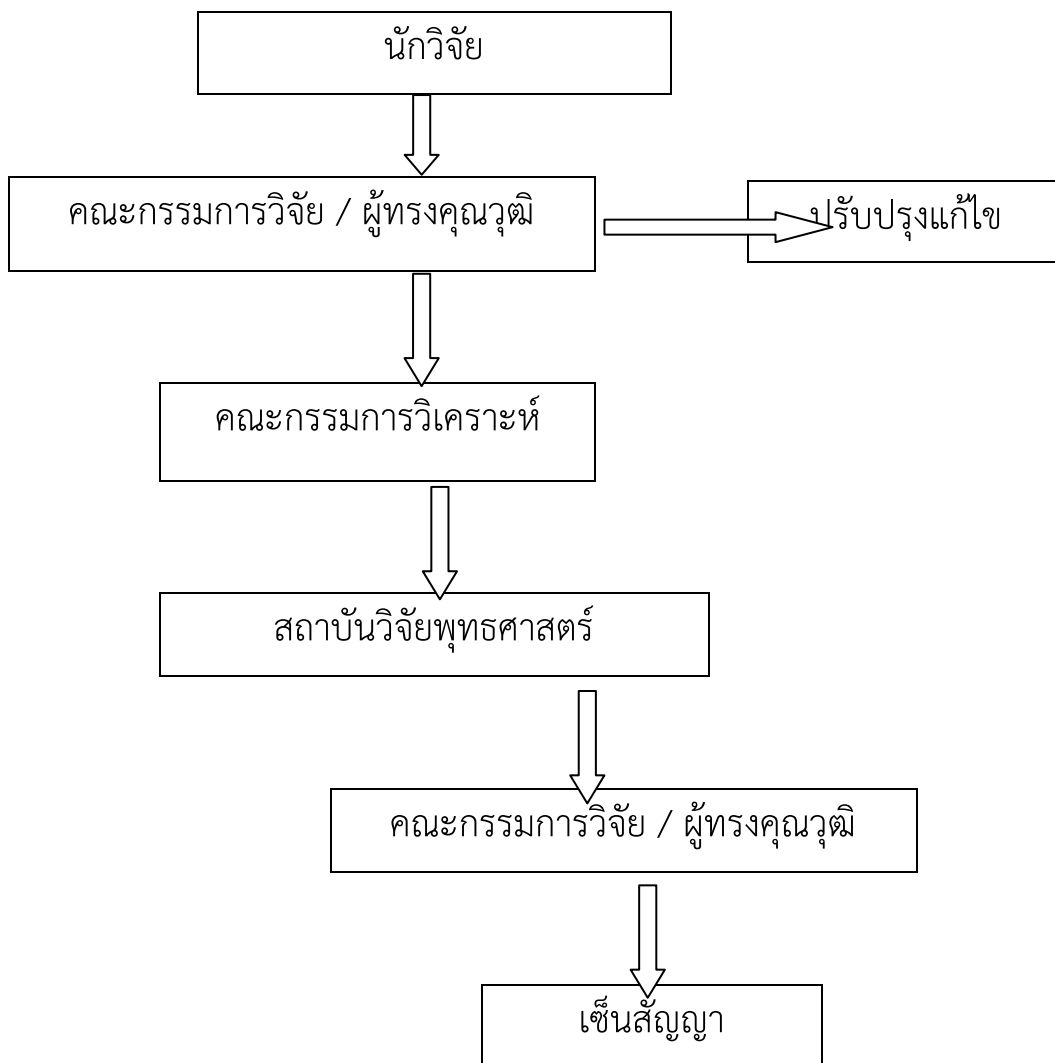 นักวิจัย
คณะกรรมการวิจัย / ผู้ทรงคุณวุฒิ
ปรับปรุงแก้ไข
คณะกรรมการวิเคราะห์
สถาบันวิจัยพุทธศาสตร์
คณะกรรมการวิจัย / ผู้ทรงคุณวุฒิ
เซ็นสัญญา